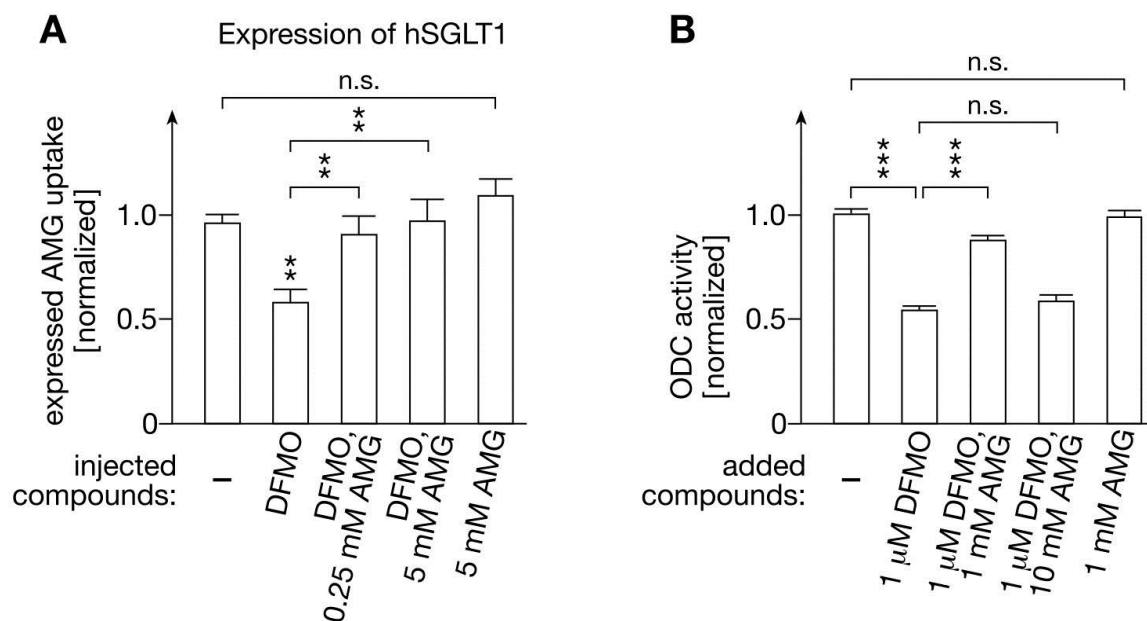 A
Expression of hSGLT1
n.s.
**
**
**
expressed AMG uptake
[normalized]
1.0
0.5
0
injected
compounds:
–
DFMO
DFMO,
0.25 mM AMG
DFMO,
5 mM AMG
5 mM AMG
B
n.s.
n.s.
***
***
ODC activity
[normalized]
1.0
0.5
0
added
compounds:
–
1 µM DFMO
1 µM DFMO,
1 mM AMG
1 µM DFMO,
10 mM AMG
1 mM AMG